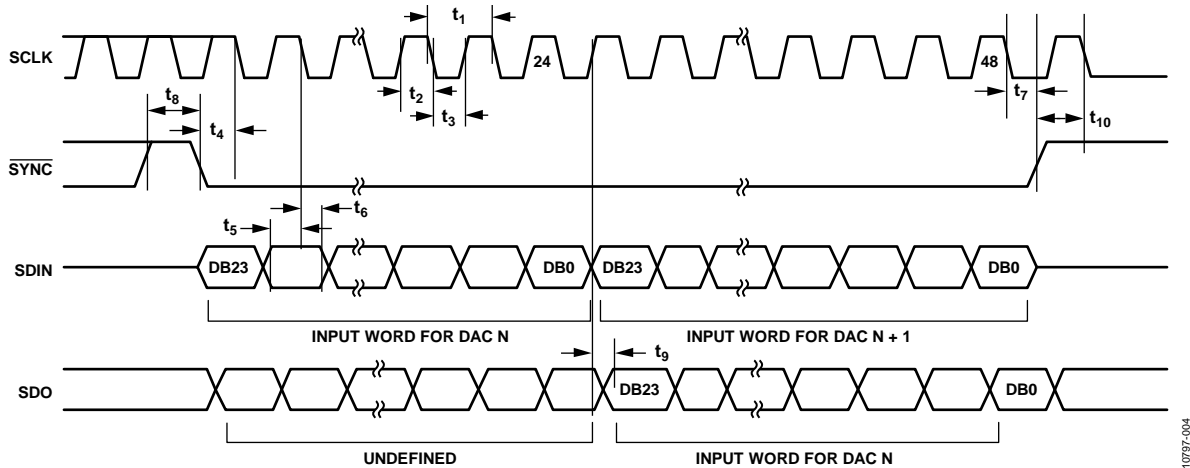 t1
SCLK
24
48
t2
t3
t7
t8
t4
t10
SYNC
t5
t6
SDIN
DB23
DB0
DB23
DB0
INPUT WORD FOR DAC N
INPUT WORD FOR DAC N + 1
t9
SDO
DB23
DB0
UNDEFINED
INPUT WORD FOR DAC N
10797-004